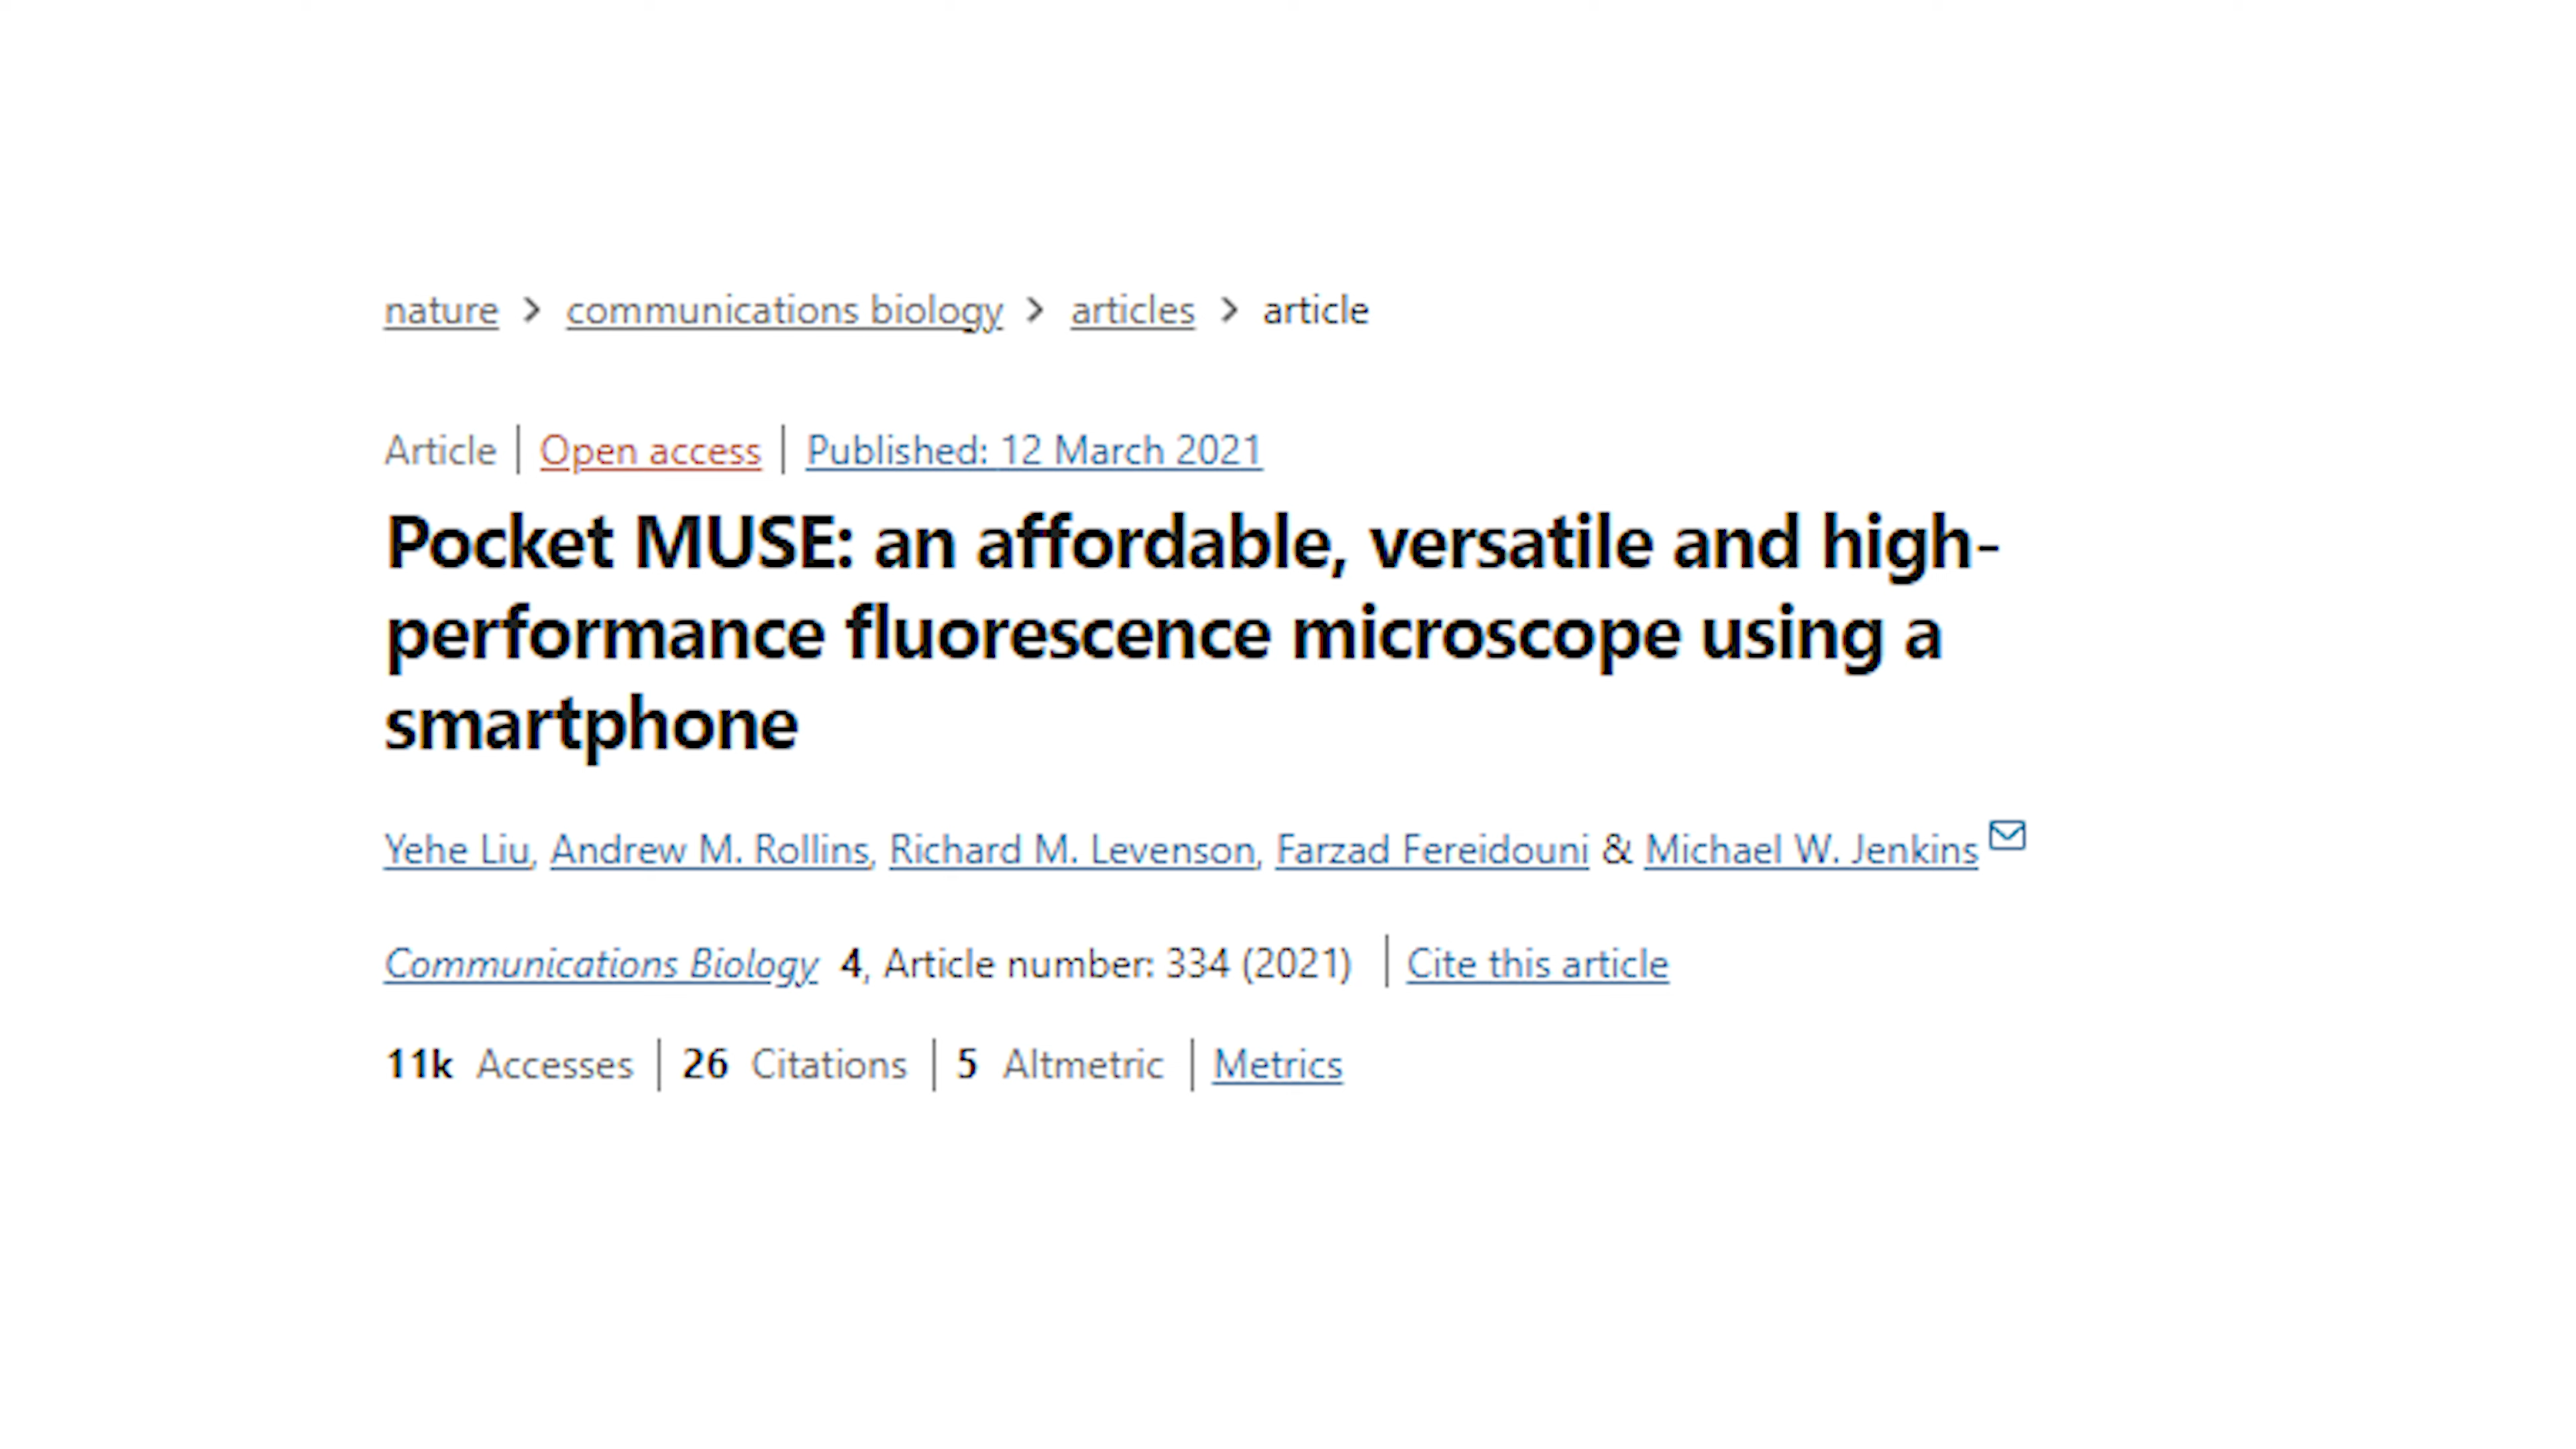 nature > communications biology > articles > article
Article | Open access | Published: 12 March 2021
Pocket MUSE: an affordable, versatile and high-
performance fluorescence microscope using a
smartphone
Yehe Liu, Andrew M. Rollins, Richard M. Levenson, Farzad Fereidouni & Michael W. Jenkins
Communications Biology 4, Article number: 334 (2021) | Cite this article
11k Accesses | 26 Citations | 5 Altmetric | Metrics